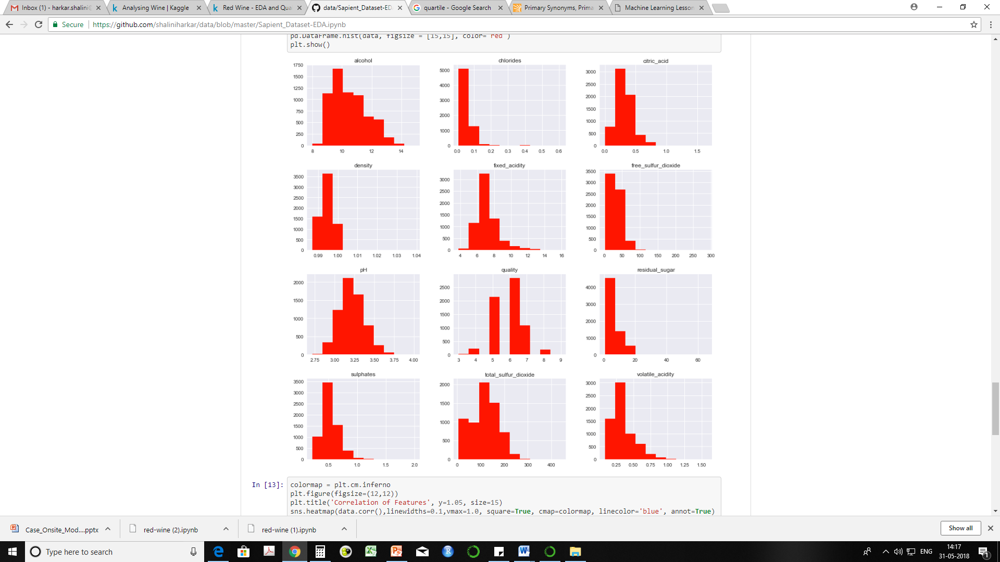 Inbox (1) - harkar.shalini@
Analysing Wine | Kaggle
Red Wine - EDA and Qua
data/Sapient_Dataset-ED
quartile - Google Search
Primary Synonyms, Prima
Machine Learning Lesson
Secure
https://github.com/shaliniharkar/data/blob/master/Sapient_Dataset-EDA.ipynb
pd.DataFrame.hist(data, figsize = [15,15], color='red')
plt.show()
alcohol
chlorides
citric_acid
1750
1500
1250
1000
750
500
250
0
8 10 12 14
5000
4000
3000
2000
1000
0
0.0 0.1 0.2 0.3 0.4 0.5 0.6
3000
2500
2000
1500
1000
500
0
0.0 0.5 1.0 1.5
density
fixed_acidity
free_sulfur_dioxide
3500
3000
2500
2000
1500
1000
500
0
0.99 1.00 1.01 1.02 1.03 1.04
3000
2500
2000
1500
1000
500
0
4 6 8 10 12 14 16
3500
3000
2500
2000
1500
1000
500
0
0 50 100 150 200 250 300
pH
quality
residual_sugar
2000
1500
1000
500
0
2.75 3.00 3.25 3.50 3.75 4.00
2500
2000
1500
1000
500
0
3 4 5 6 7 8 9
4000
3000
2000
1000
0
0 20 40 60
sulphates
total_sulfur_dioxide
volatile_acidity
3500
3000
2500
2000
1500
1000
500
0
0.5 1.0 1.5 2.0
2000
1500
1000
500
0
0 100 200 300 400
3000
2500
2000
1500
1000
500
0
0.25 0.50 0.75 1.00 1.25 1.50
In [13]:
colormap = plt.cm.inferno
plt.figure(figsize=(12,12))
plt.title('Correlation of Features', y=1.05, size=15)
sns.heatmap(data.corr(),linewidths=0.1,vmax=1.0, square=True, cmap=colormap, linecolor='blue', annot=True)
Case_Onsite_Mod....pptx
red-wine (2).ipynb
red-wine (1).ipynb
Show all
Type here to search
ENG
14:17
31-05-2018
1